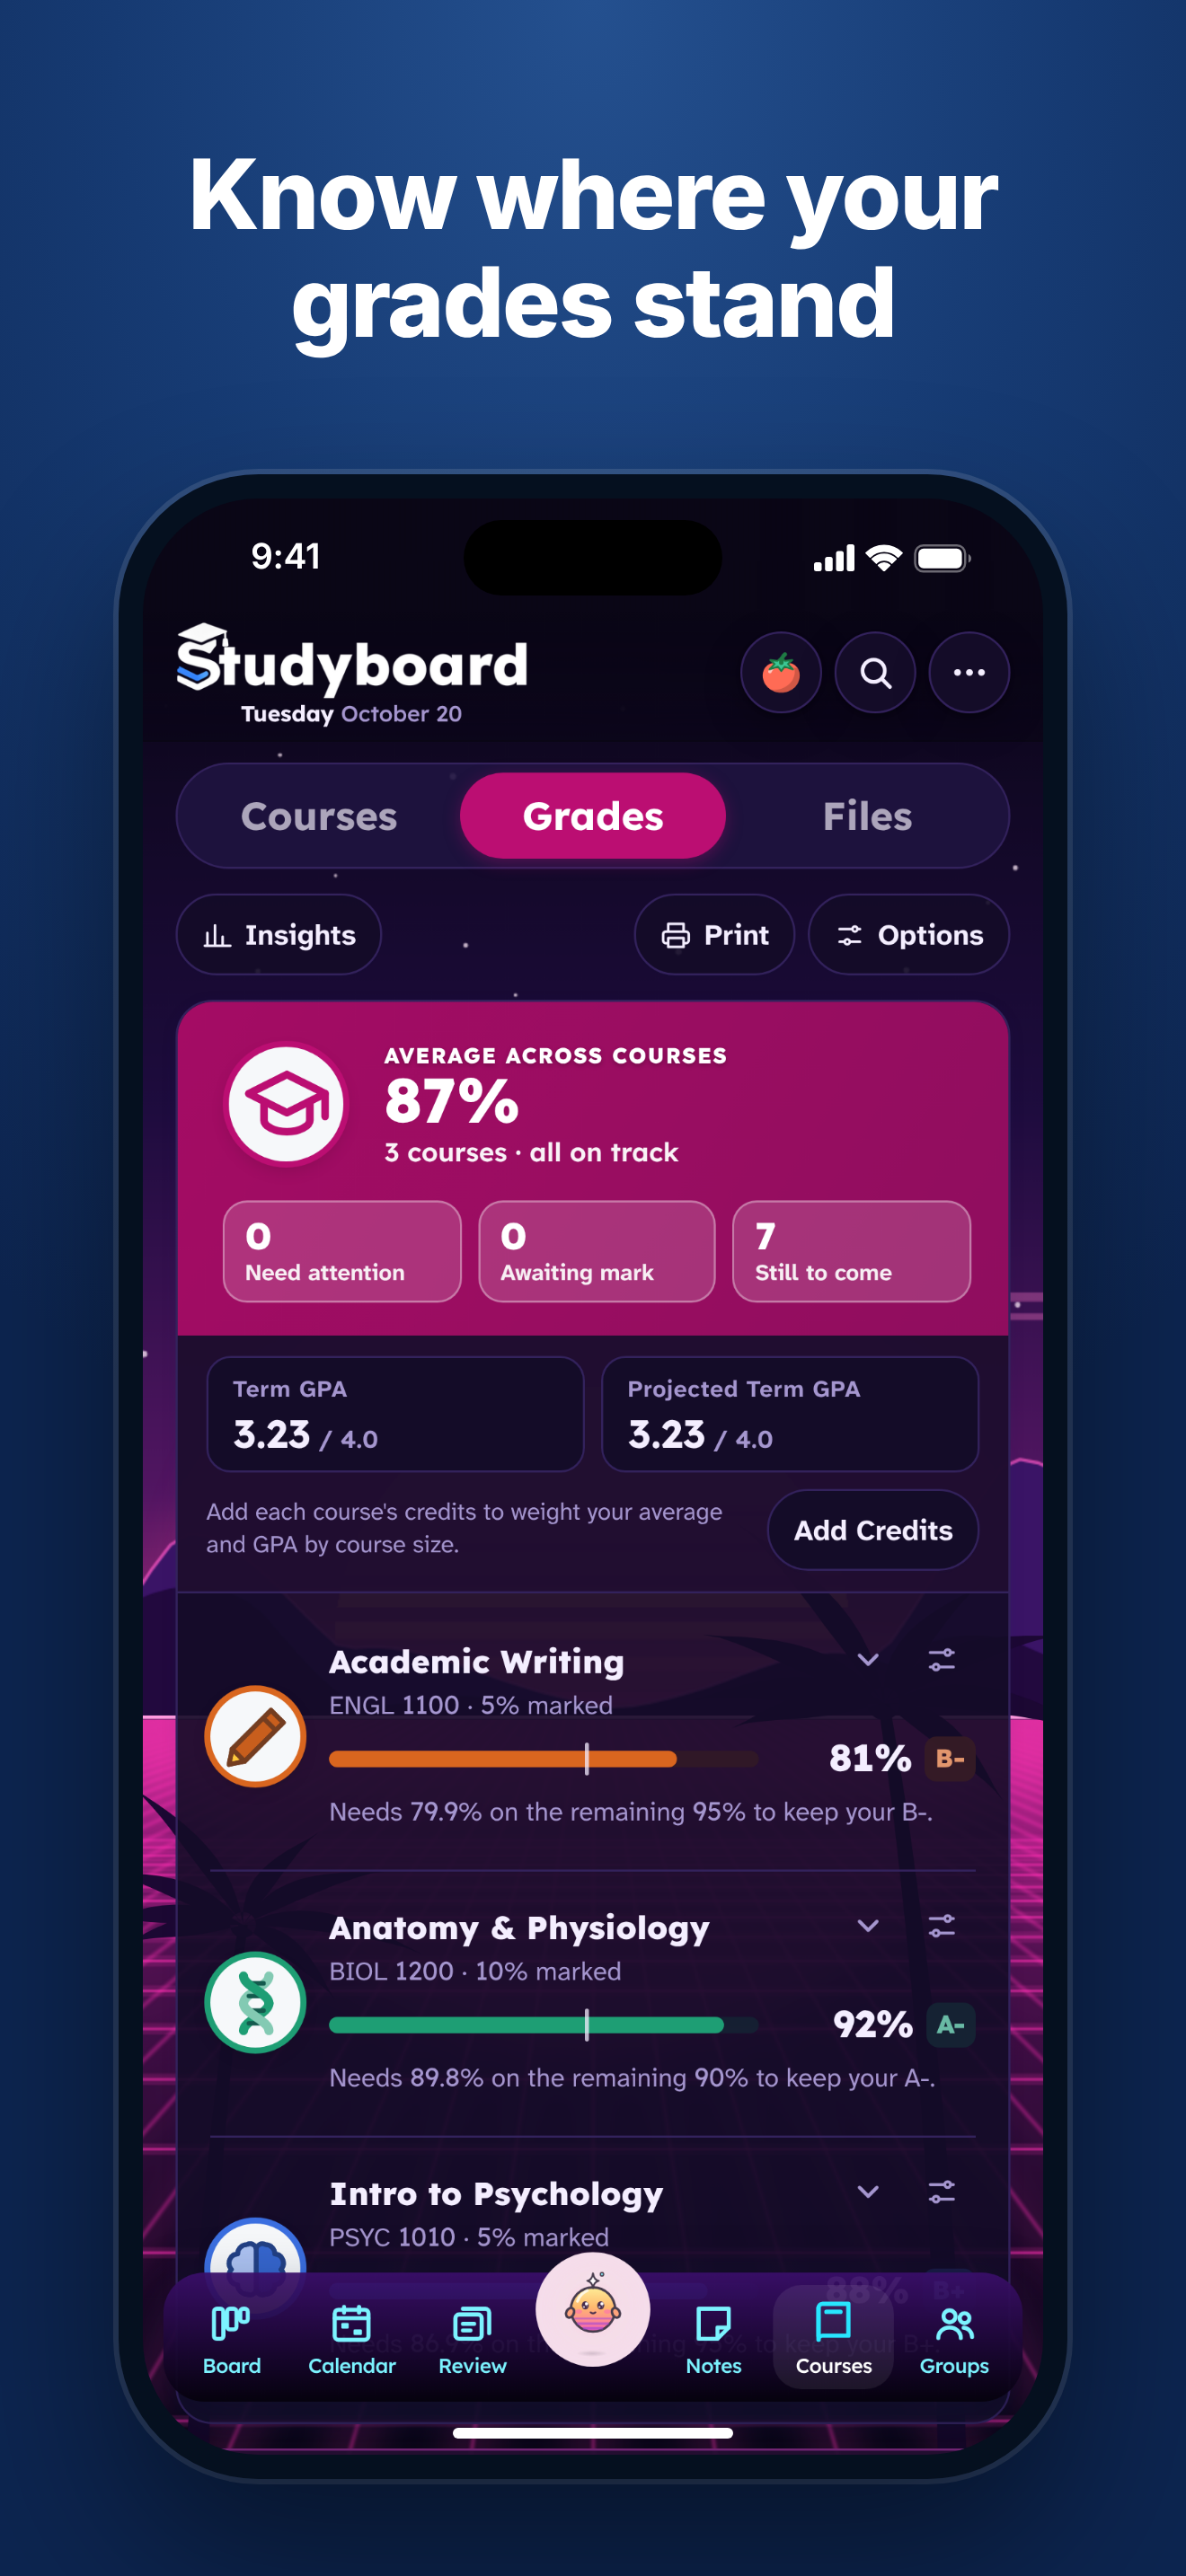 Know where your
grades stand
9:41
Studyboard
Tuesday October 20
Courses
Grades
Files
Insights
Print
Options
AVERAGE ACROSS COURSES
87%
3 courses · all on track
0
Need attention
0
Awaiting mark
7
Still to come
Term GPA
3.23 / 4.0
Projected Term GPA
3.23 / 4.0
Add each course's credits to weight your average
and GPA by course size.
Add Credits
Academic Writing
ENGL 1100 · 5% marked
81% B-
Needs 79.9% on the remaining 95% to keep your B-.
Anatomy & Physiology
BIOL 1200 · 10% marked
92% A-
Needs 89.8% on the remaining 90% to keep your A-.
Intro to Psychology
PSYC 1010 · 5% marked
88% B+
to keep your B+.
Board
Calendar
Review
Notes
Courses
Groups